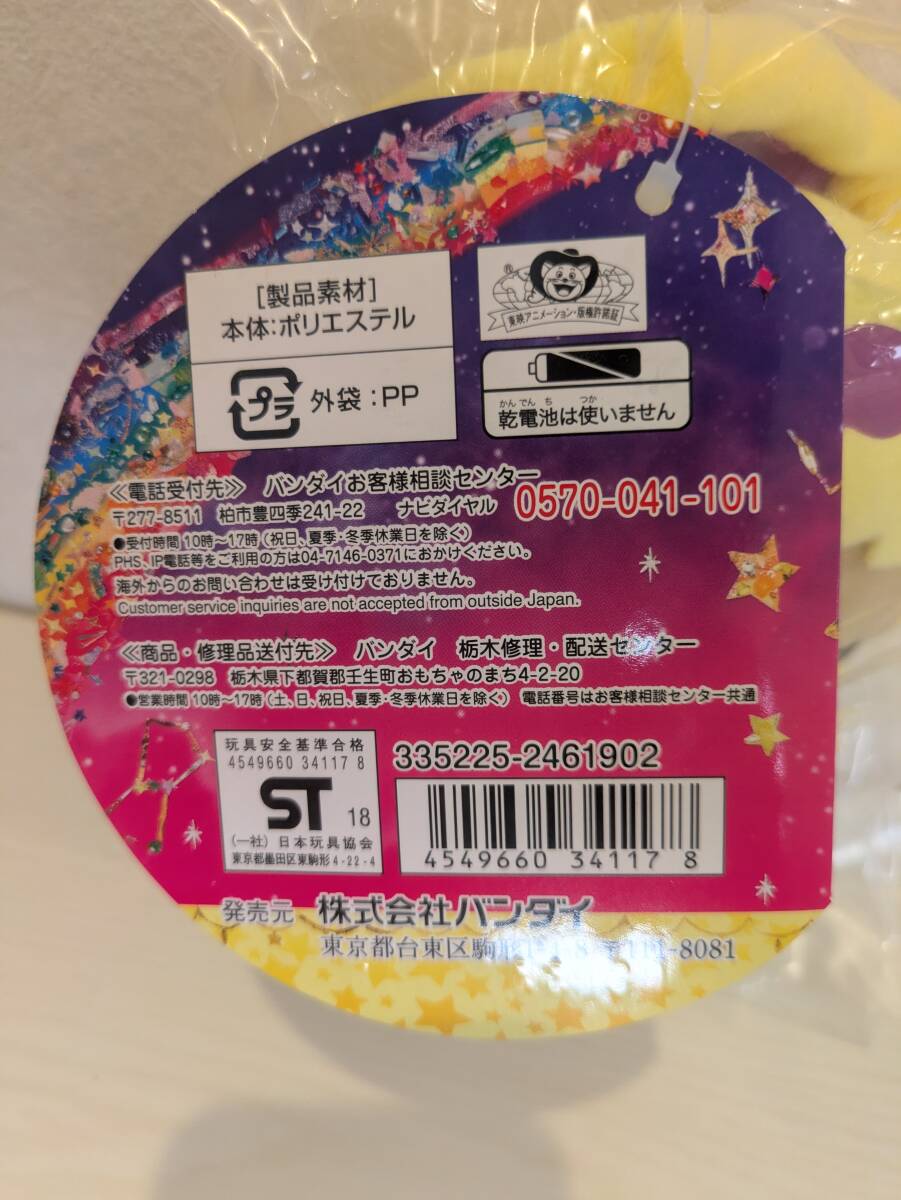 [製品素材]
本体:ポリエステル
プラ 外袋:PP
®
東映アニメーション・版権許諾証
かんでんち つか
乾電池は使いません
≪電話受付先≫ バンダイお客様相談センター
〒277-8511 柏市豊四季241-22 ナビダイヤル 0570-041-101
●受付時間 10時〜17時(祝日、夏季・冬季休業日を除く)
PHS、IP電話等をご利用の方は04-7146-0371におかけください。
海外からのお問い合わせは受け付けておりません。
Customer service inquiries are not accepted from outside Japan.
≪商品・修理品送付先≫ バンダイ 栃木修理・配送センター
〒321-0298 栃木県下都賀郡壬生町おもちゃのまち4-2-20
●営業時間 10時〜17時(土、日、祝日、夏季・冬季休業日を除く) 電話番号はお客様相談センター共通
玩具安全基準合格
4549660 34117 8
ST 18
(一社) 日本玩具協会
東京都墨田区東駒形4-22-4
335225-2461902
4549660 34117 8
発売元 株式会社バンダイ
東京都台東区駒形 〒111-8081